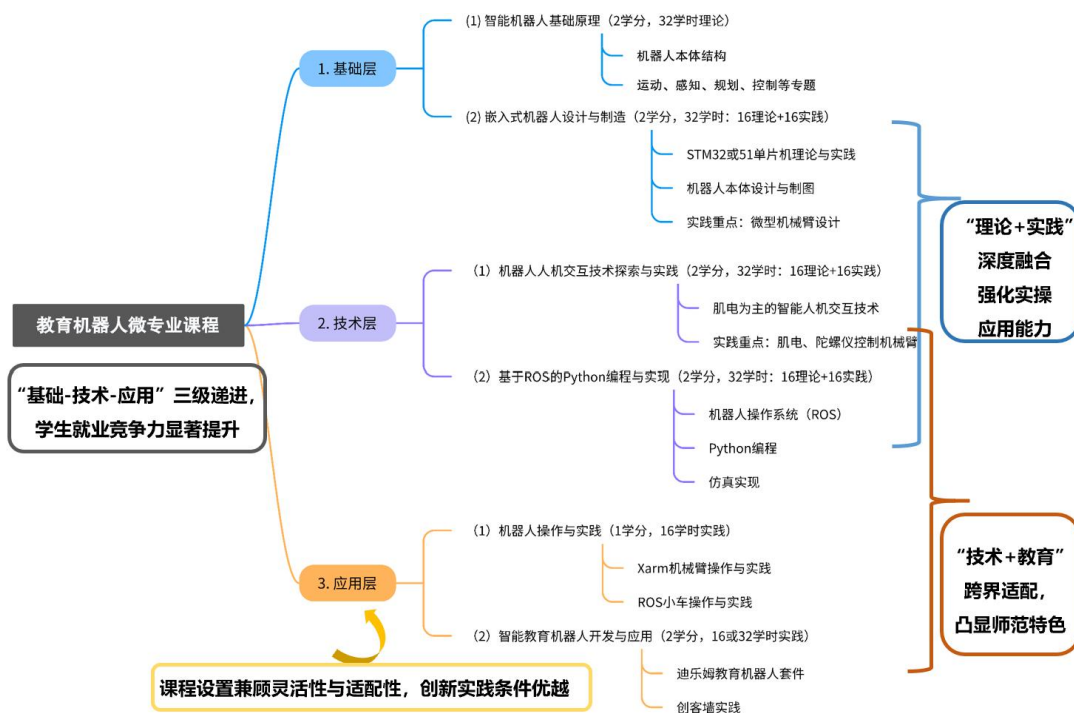 教育机器人微专业课程
“基础-技术-应用”三级递进，
学生就业竞争力显著提升
1. 基础层
(1) 智能机器人基础原理（2学分，32学时理论）
机器人本体结构
运动、感知、规划、控制等专题
(2) 嵌入式机器人设计与制造（2学分，32学时：16理论+16实践）
STM32或51单片机理论与实践
机器人本体设计与制图
实践重点：微型机械臂设计
2. 技术层
（1）机器人人机交互技术探索与实践（2学分，32学时：16理论+16实践）
肌电为主的智能人机交互技术
实践重点：肌电、陀螺仪控制机械臂
（2）基于ROS的Python编程与实现（2学分，32学时：16理论+16实践）
机器人操作系统（ROS）
Python编程
仿真实现
3. 应用层
（1）机器人操作与实践（1学分，16学时实践）
Xarm机械臂操作与实践
ROS小车操作与实践
（2）智能教育机器人开发与应用（2学分，16或32学时实践）
迪乐姆教育机器人套件
创客墙实践
课程设置兼顾灵活性与适配性，创新实践条件优越
“理论+实践”
深度融合
强化实操
应用能力
“技术+教育”
跨界适配，
凸显师范特色